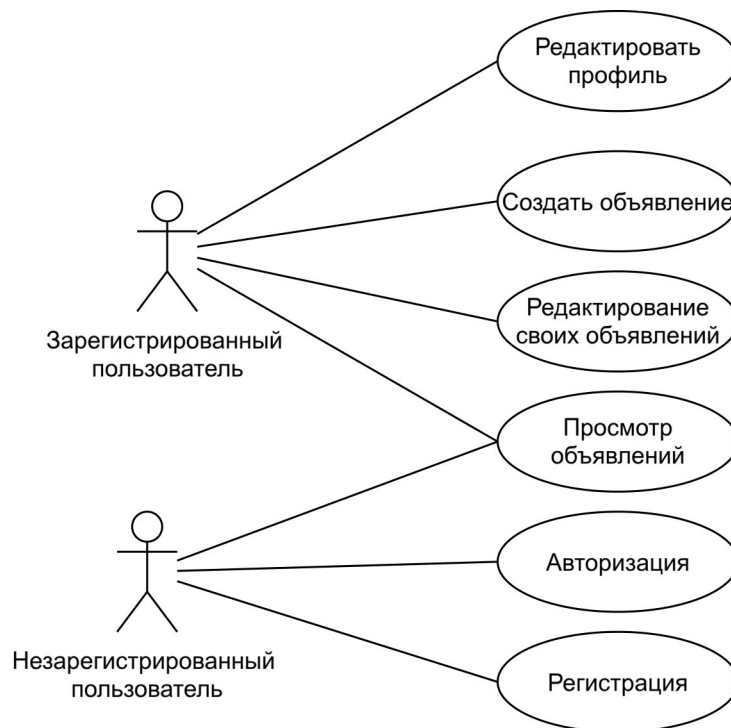 Редактировать
профиль
Создать объявление
Редактирование
своих объявлений
Зарегистрированный
пользователь
Просмотр
объявлений
Авторизация
Незарегистрированный
пользователь
Регистрация